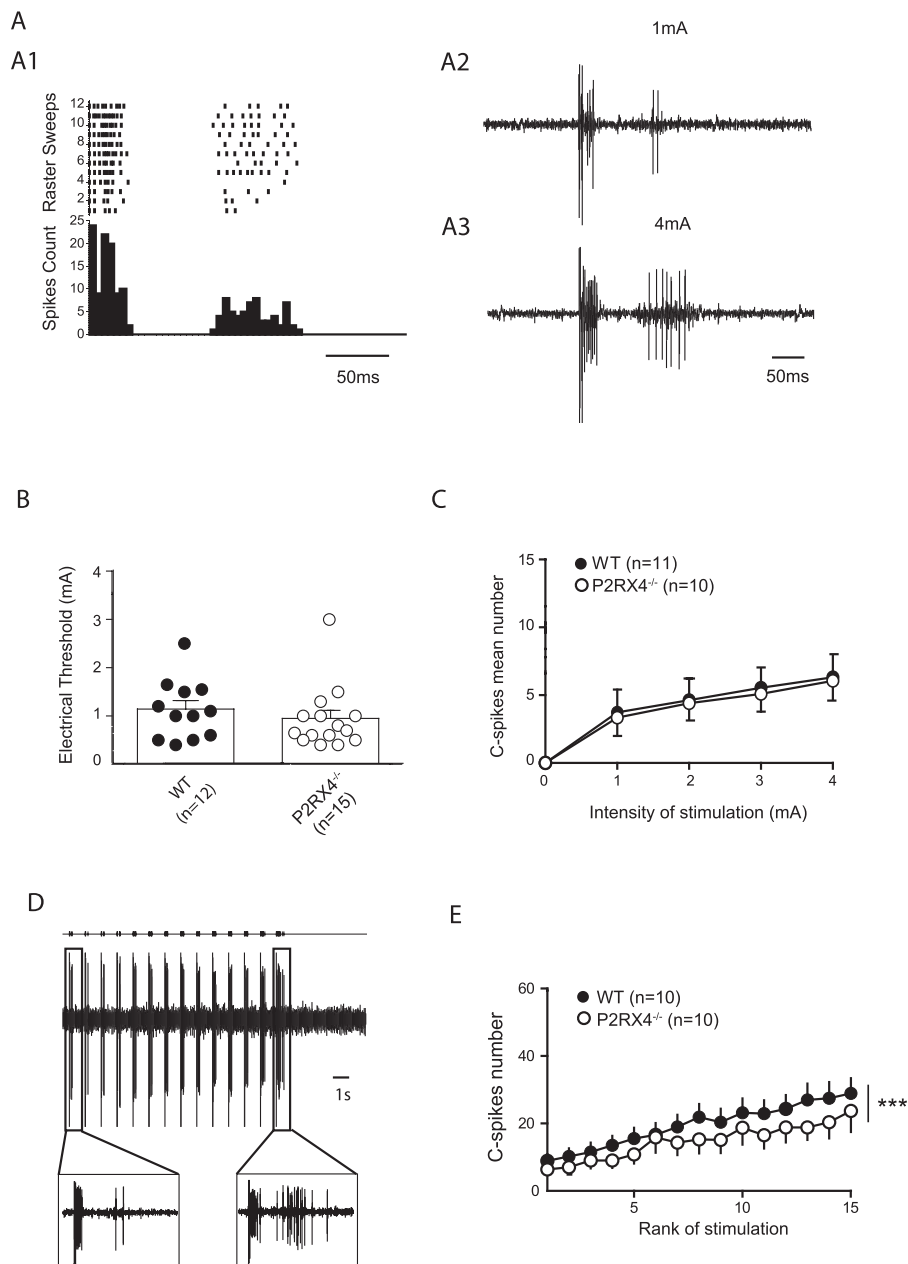 A
A1
Raster Sweeps
12
10
8
6
4
2
Spikes Count
25
20
15
10
5
0
50ms
1mA
A2
A3
4mA
50ms
B
Electrical Threshold (mA)
4
3
2
1
0
WT
(n=12)
P2RX4-/-
(n=15)
C
C-spikes mean number
15
10
5
0
WT (n=11)
P2RX4-/- (n=10)
0 1 2 3 4
Intensity of stimulation (mA)
D
1s
E
C-spikes number
60
40
20
0
WT (n=10)
P2RX4-/- (n=10)
***
5 10 15
Rank of stimulation